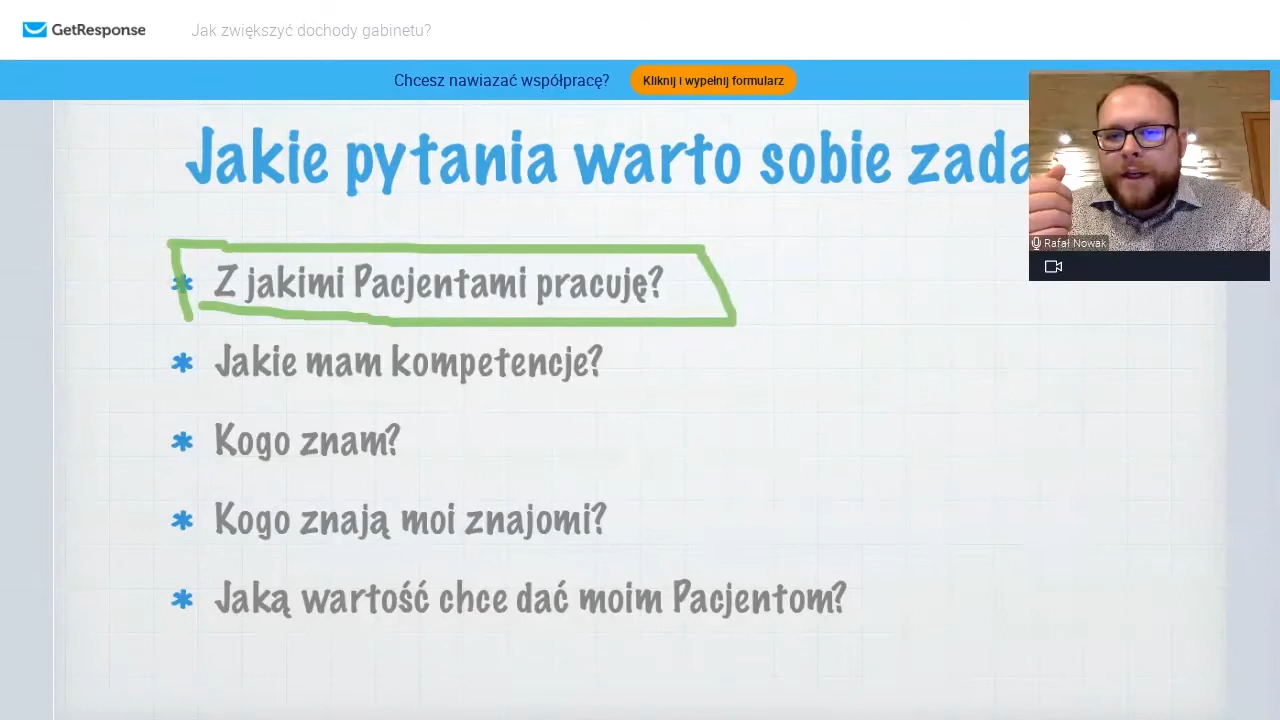 GetResponse
Jak zwiększyć dochody gabinetu?
Chcesz nawiazać współpracę?
Kliknij i wypełnij formularz
Jakie pytania warto sobie zada
Rafał Nowak
Z jakimi Pacjentami pracuję?
Jakie mam kompetencje?
Kogo znam?
Kogo znają moi znajomi?
Jaką wartość chce dać moim Pacjentom?